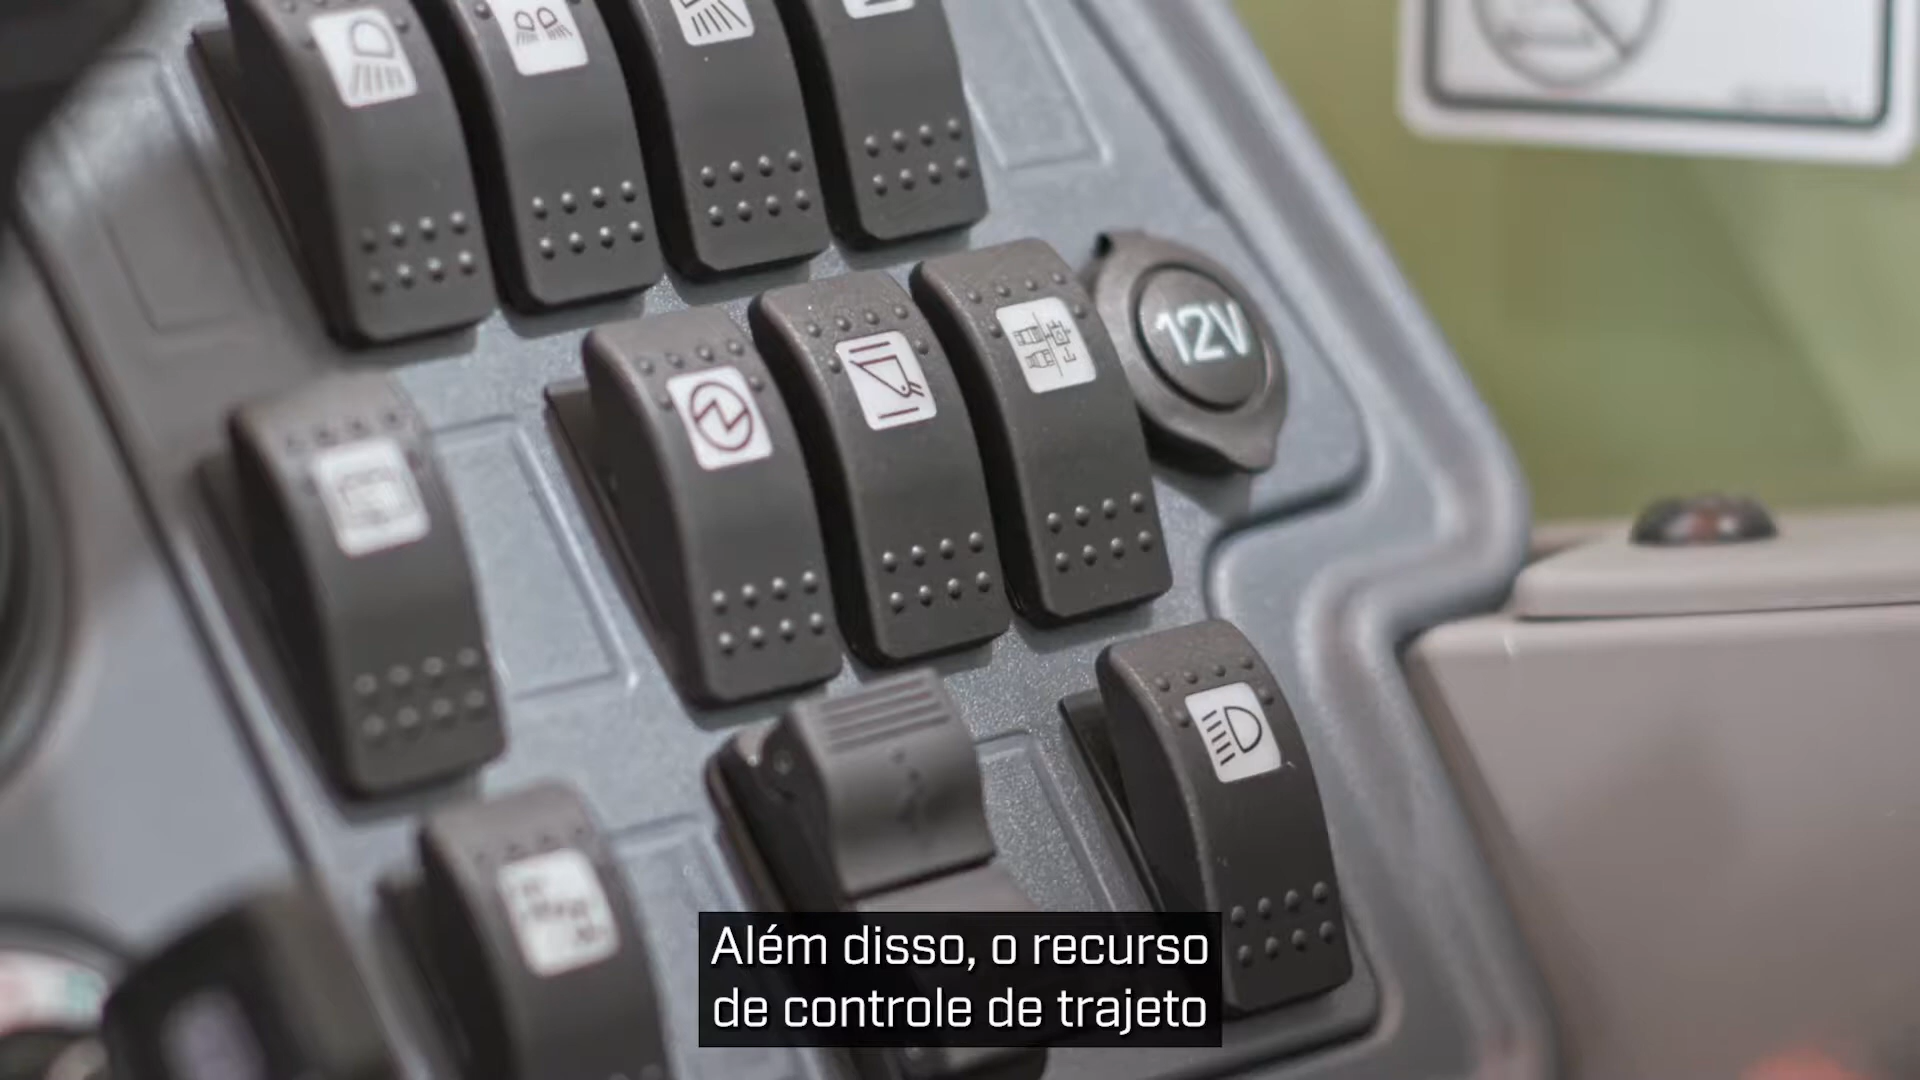 12V
Além disso, o recurso
de controle de trajeto